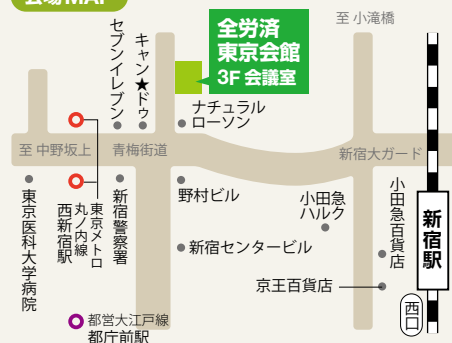 会場MAP
全労済
東京会館
3F 会議室
至 小滝橋
セブンイレブン
キャン★ドゥ
ナチュラル
ローソン
至 中野坂上
青梅街道
新宿大ガード
東京医科大学病院
東京メトロ
丸ノ内線
西新宿駅
新宿警察署
野村ビル
小田急
ハルク
小田急百貨店
新宿駅
新宿センタービル
京王百貨店
西口
都営大江戸線
都庁前駅